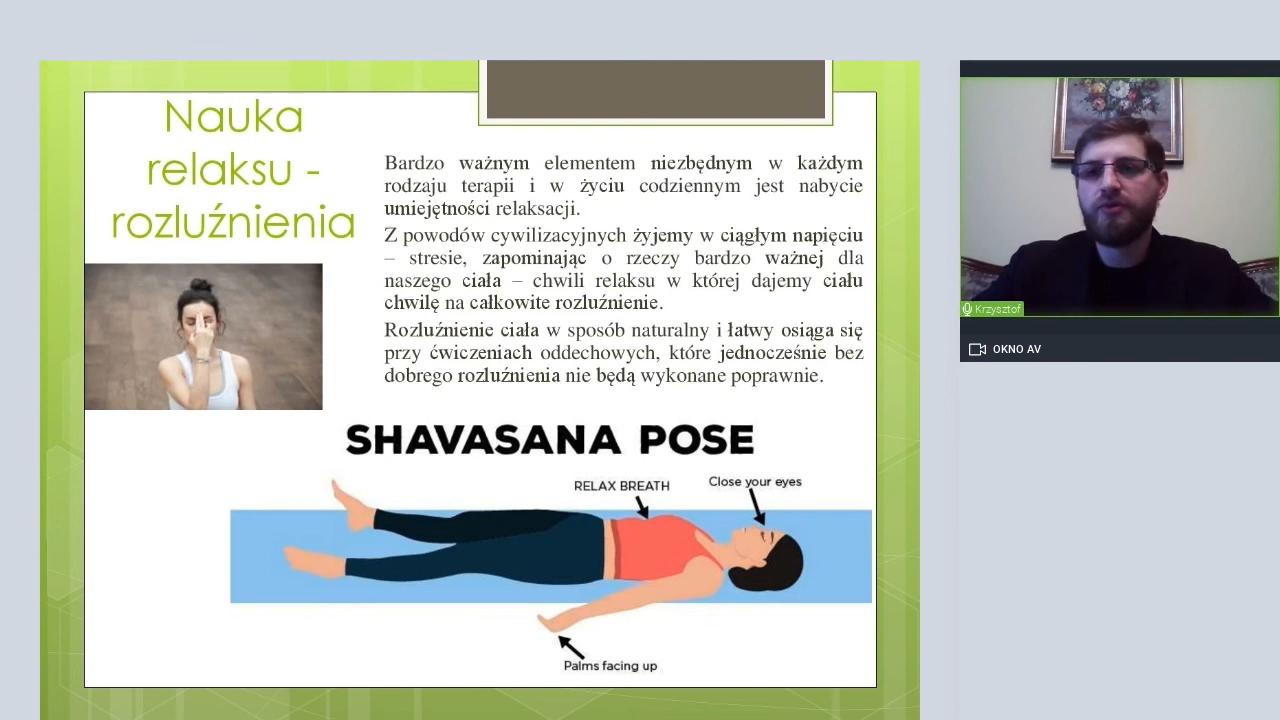 Nauka
relaksu -
rozluźnienia
Bardzo ważnym elementem niezbędnym w każdym
rodzaju terapii i w życiu codziennym jest nabycie
umiejętności relaksacji.
Z powodów cywilizacyjnych żyjemy w ciągłym napięciu
– stresie, zapominając o rzeczy bardzo ważnej dla
naszego ciała – chwili relaksu w której dajemy ciału
chwilę na całkowite rozluźnienie.
Rozluźnienie ciała w sposób naturalny i łatwy osiąga się
przy ćwiczeniach oddechowych, które jednocześnie bez
dobrego rozluźnienia nie będą wykonane poprawnie.
SHAVASANA POSE
RELAX BREATH
Close your eyes
Palms facing up
Krzysztof
OKNO AV